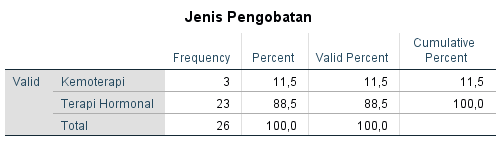 Jenis Pengobatan
Frequency Percent Valid Percent Cumulative Percent
Valid Kemoterapi 3 11,5 11,5 11,5
Terapi Hormonal 23 88,5 88,5 100,0
Total 26 100,0 100,0